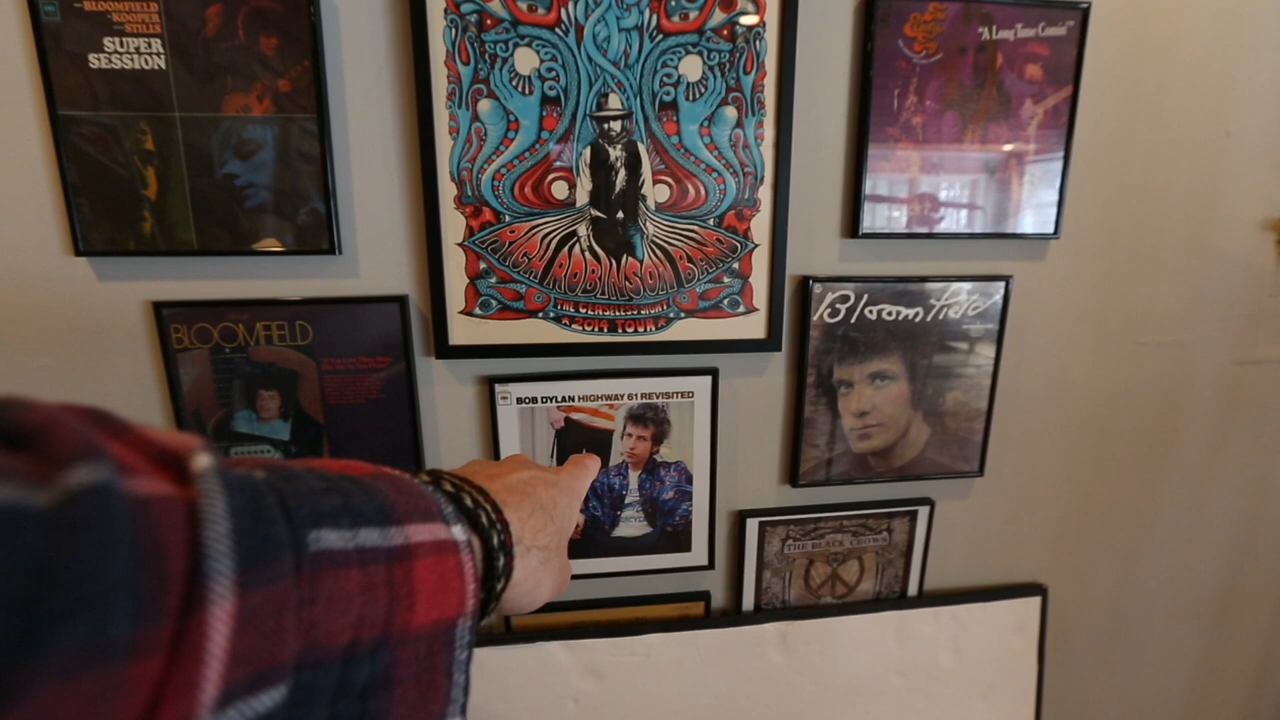 BLOOMFIELD
KOOPER
STILLS
SUPER
SESSION
RICH ROBINSON BAND
THE CEASELESS SIGHT
2014 TOUR
"A Long Time Comin'"
BLOOMFIELD
BOB DYLAN HIGHWAY 61 REVISITED
Bloomfield
THE BLACK CROWES